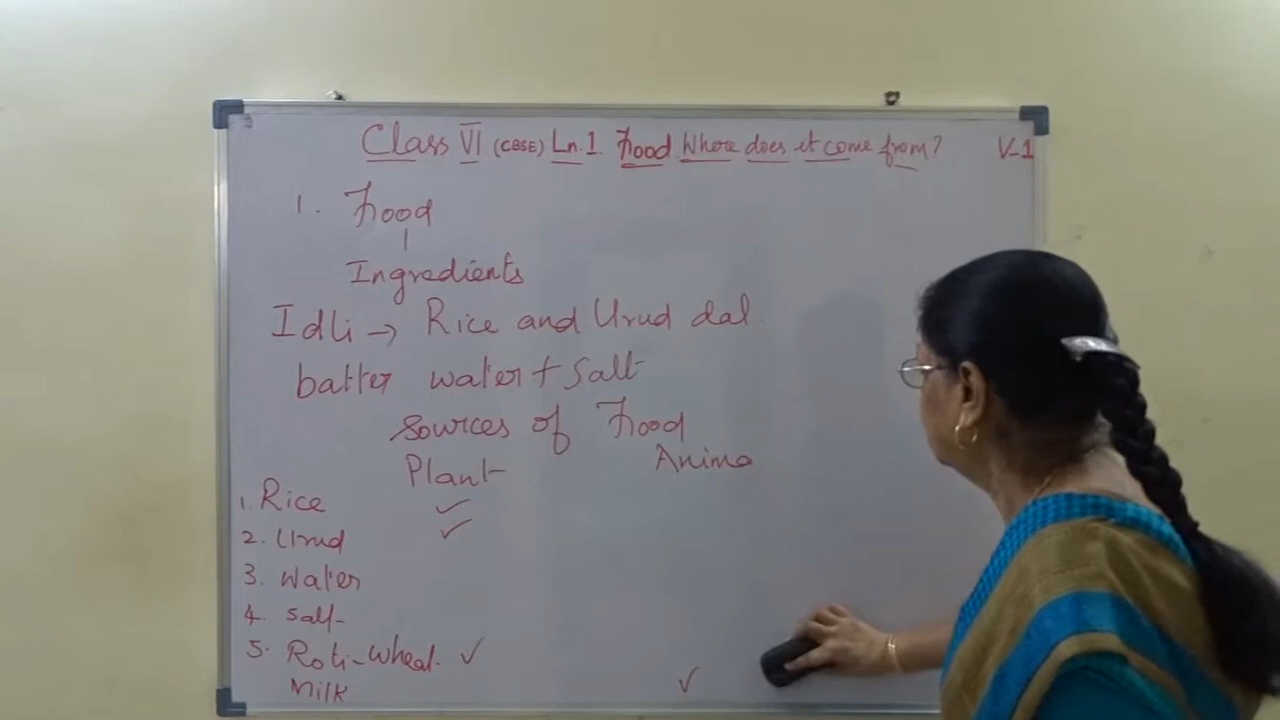 Class VI (CBSE) Ln.1 Food Where does it come from? V-1
1. Food
Ingredients
Idli → Rice and Urud dal
batter water + Salt
Sources of Food
Plant Anima
1. Rice ✓
2. Urud ✓
3. Water
4. Salt
5. Roti-Wheat ✓
Milk ✓